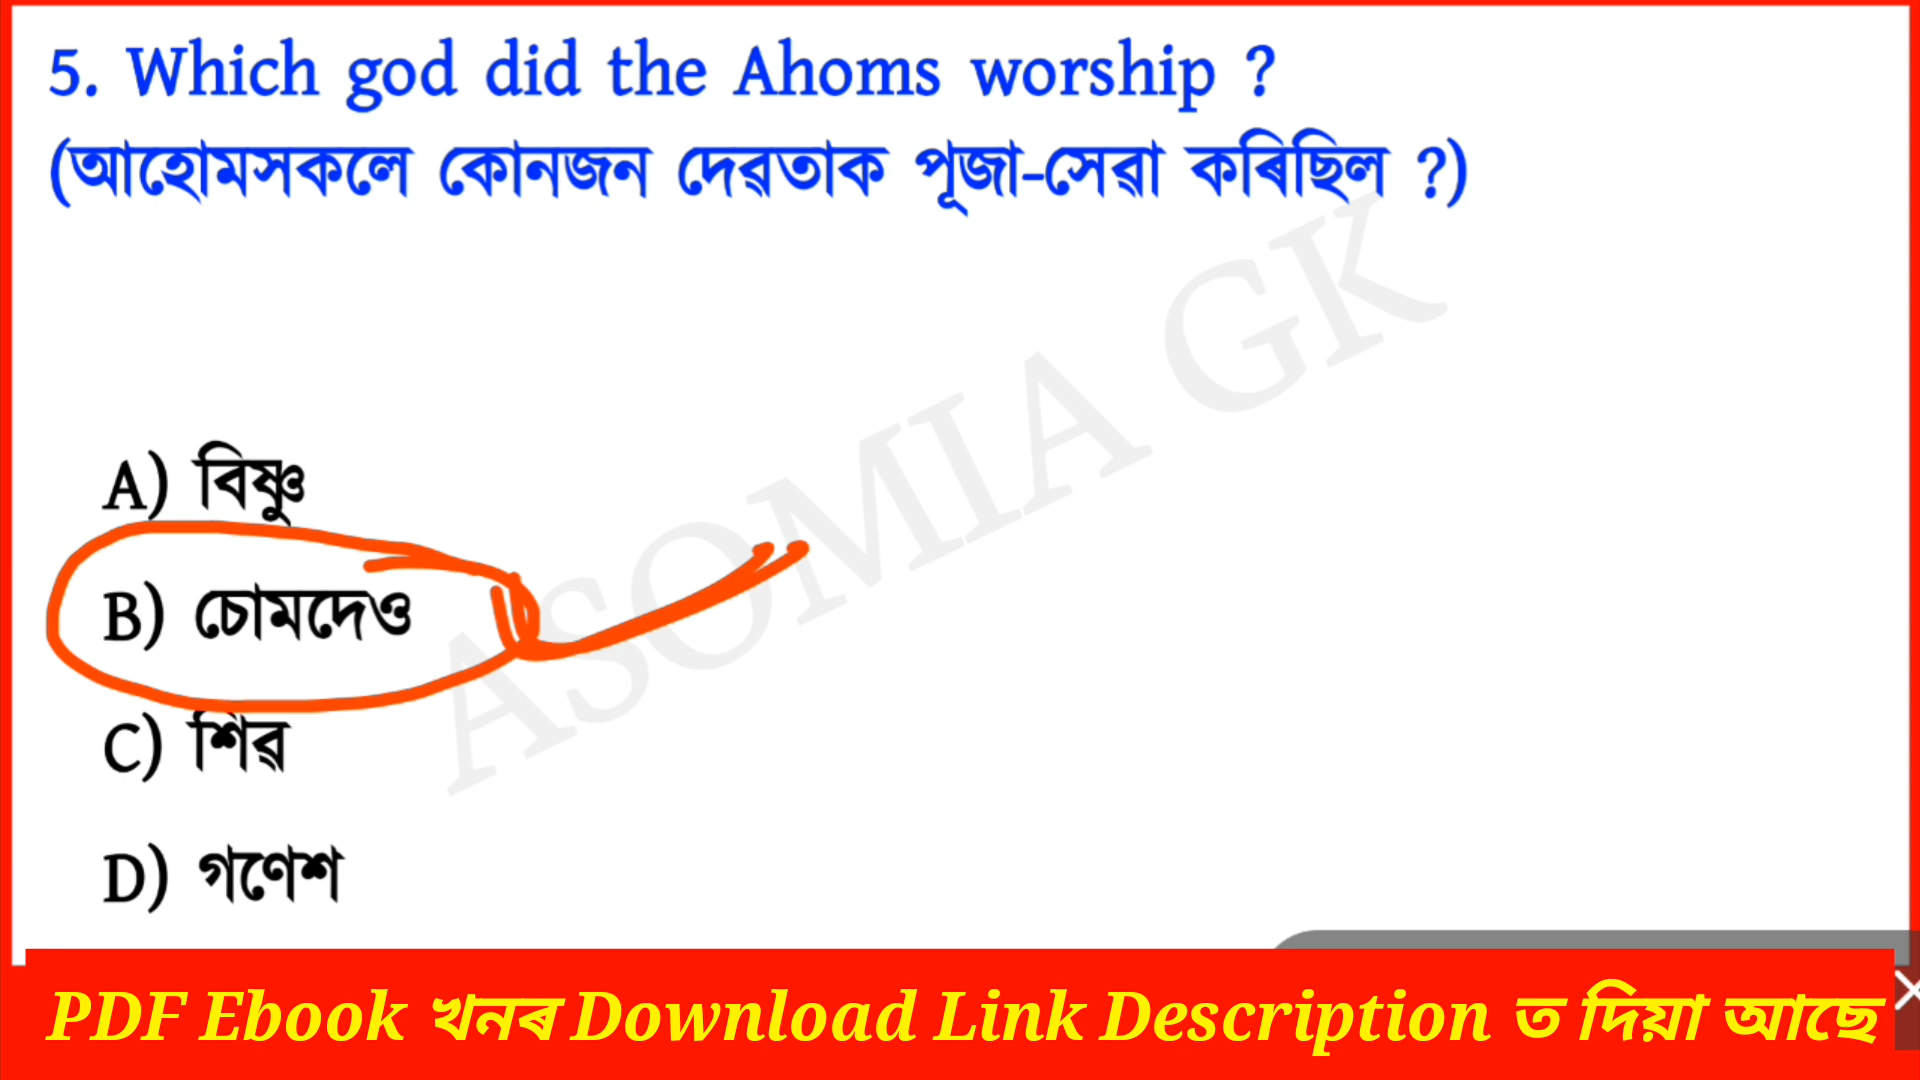 5. Which god did the Ahoms worship ?
(আহোমসকলে কোনজন দেৱতাক পূজা-সেৱা কৰিছিল ?)
A) বিষ্ণু
B) চোমদেও
C) শিৱ
D) গণেশ
ASOMIA GK
PDF Ebook খনৰ Download Link Description ত দিয়া আছে